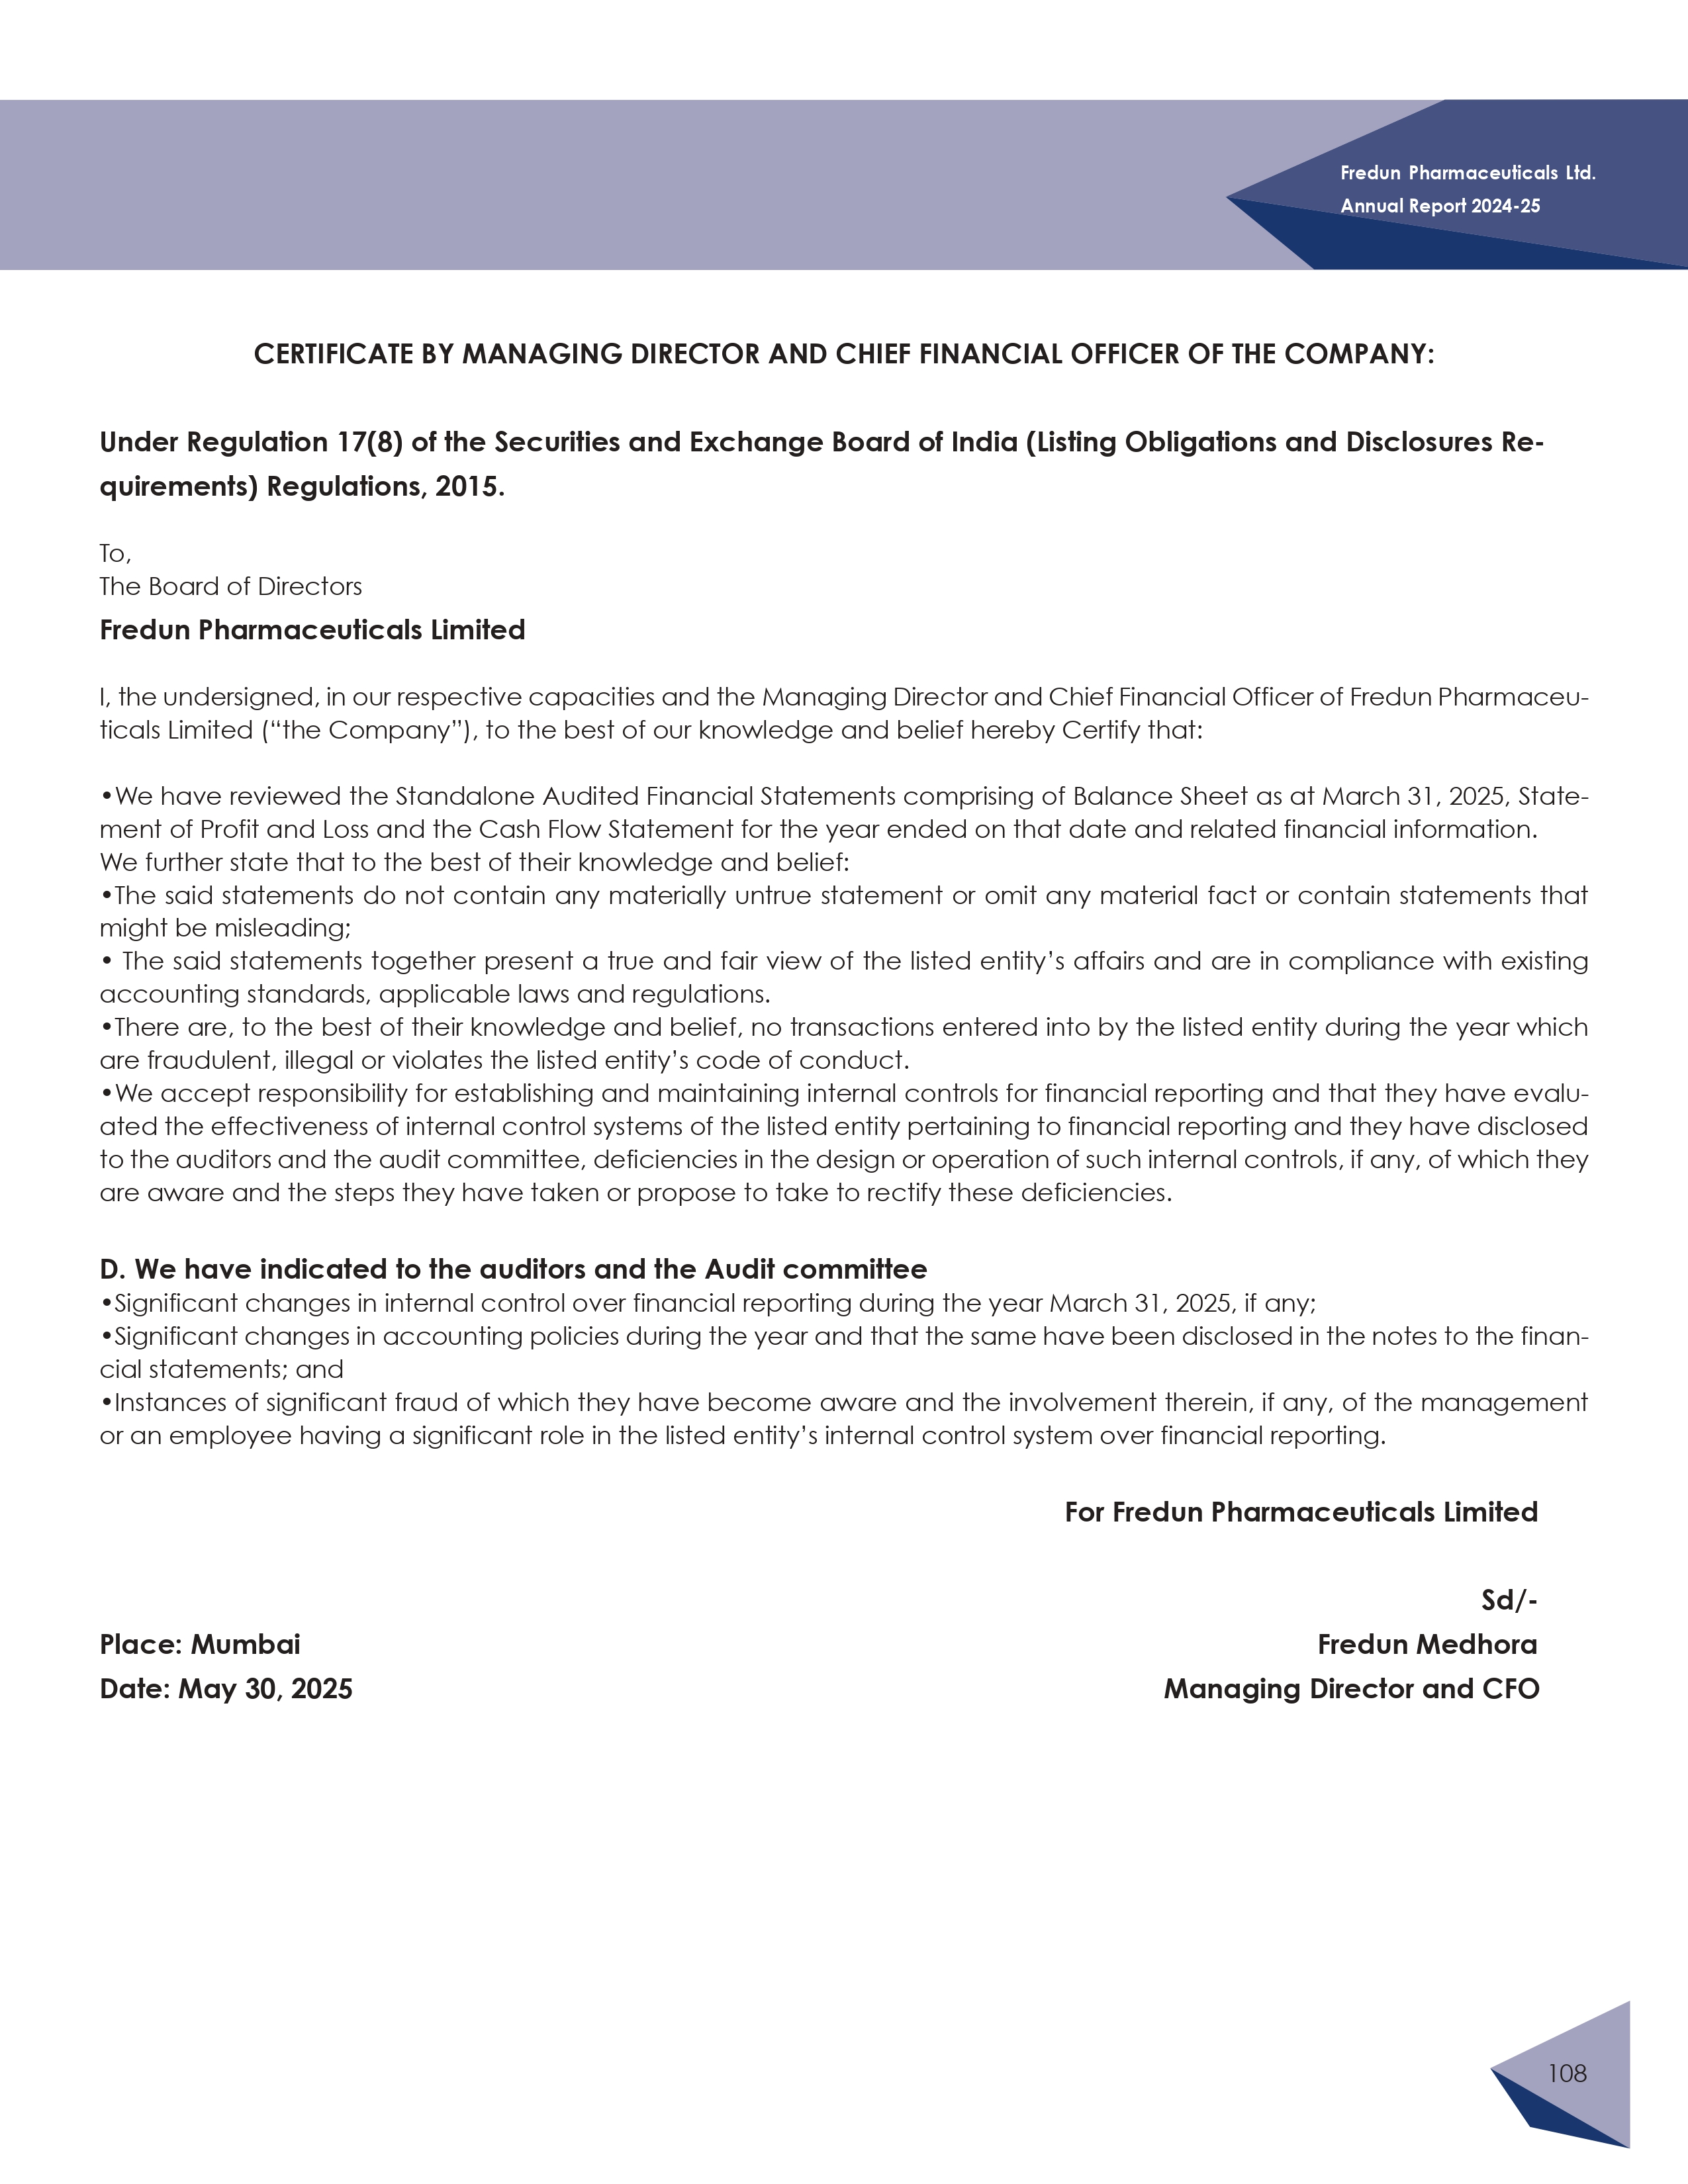 Fredun Pharmaceuticals Ltd.
Annual Report 2024-25
CERTIFICATE BY MANAGING DIRECTOR AND CHIEF FINANCIAL OFFICER OF THE COMPANY:
Under Regulation 17(8) of the Securities and Exchange Board of India (Listing Obligations and Disclosures Re-
quirements) Regulations, 2015.
To,
The Board of Directors
Fredun Pharmaceuticals Limited
I, the undersigned, in our respective capacities and the Managing Director and Chief Financial Officer of Fredun Pharmaceu-
ticals Limited (“the Company”), to the best of our knowledge and belief hereby Certify that:
•We have reviewed the Standalone Audited Financial Statements comprising of Balance Sheet as at March 31, 2025, State-
ment of Profit and Loss and the Cash Flow Statement for the year ended on that date and related financial information.
We further state that to the best of their knowledge and belief:
•The said statements do not contain any materially untrue statement or omit any material fact or contain statements that
might be misleading;
• The said statements together present a true and fair view of the listed entity’s affairs and are in compliance with existing
accounting standards, applicable laws and regulations.
•There are, to the best of their knowledge and belief, no transactions entered into by the listed entity during the year which
are fraudulent, illegal or violates the listed entity’s code of conduct.
•We accept responsibility for establishing and maintaining internal controls for financial reporting and that they have evalu-
ated the effectiveness of internal control systems of the listed entity pertaining to financial reporting and they have disclosed
to the auditors and the audit committee, deficiencies in the design or operation of such internal controls, if any, of which they
are aware and the steps they have taken or propose to take to rectify these deficiencies.
D. We have indicated to the auditors and the Audit committee
•Significant changes in internal control over financial reporting during the year March 31, 2025, if any;
•Significant changes in accounting policies during the year and that the same have been disclosed in the notes to the finan-
cial statements; and
•Instances of significant fraud of which they have become aware and the involvement therein, if any, of the management
or an employee having a significant role in the listed entity’s internal control system over financial reporting.
For Fredun Pharmaceuticals Limited
Sd/-
Place: Mumbai
Fredun Medhora
Date: May 30, 2025
Managing Director and CFO
108